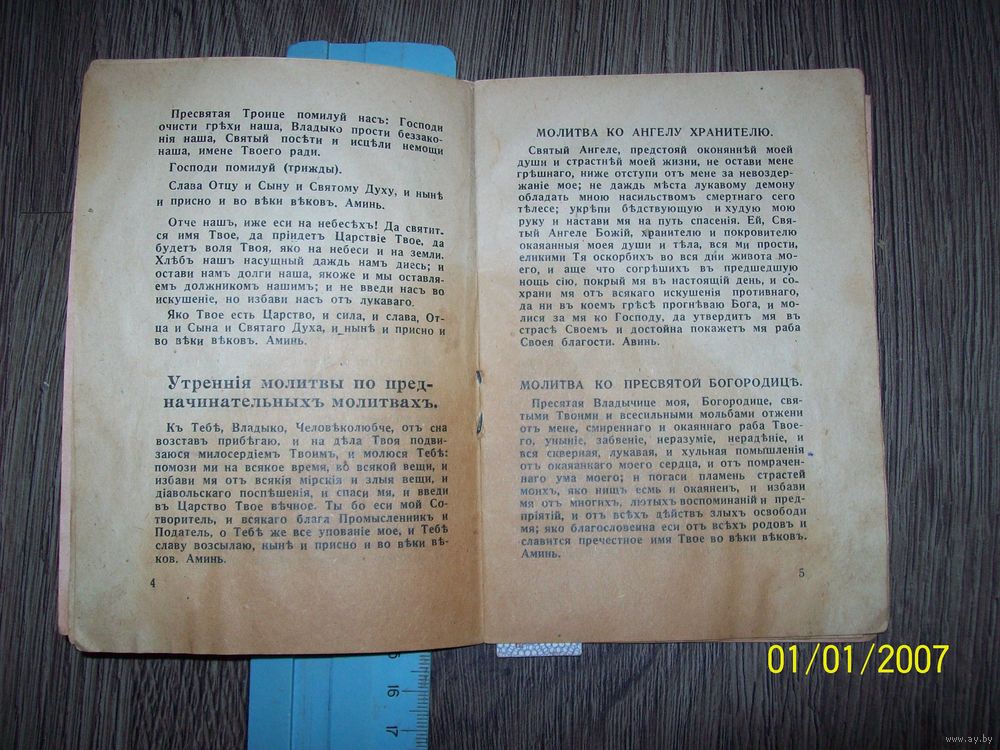 Пресвятая Троице помилуй насъ: Господи
очисти грѣхи наша, Владыко прости беззако-
нія наша, Святый посѣти и исцѣли немощи
наша, имене Твоего ради.
Господи помилуй (трижды).
Слава Отцу и Сыну и Святому Духу, и нынѣ
и присно и во вѣки вѣковъ. Аминь.
Отче нашъ, иже еси на небесѣхъ! Да святит.
ся имя Твое, да пріидетъ Царствіе Твое, да
будетъ воля Твоя, яко на небеси и на земли.
Хлѣбъ нашъ насущный даждь намъ диесь; и
остави намъ долги наша, якоже и мы оставля-
емъ должникомъ нашимъ; и не введи насъ во
искушеніе, но избави насъ отъ лукаваго.
Яко Твое есть Царство, и сила, и слава, От-
ца и Сына и Святаго Духа, и нынѣ и присно и
во вѣки вѣковъ. Аминь.
Утреннія молитвы по пред-
начинательныхъ молитвахъ.
Къ Тебѣ, Владыко, Человѣколюбче, отъ сна
возставъ прибѣгаю, и на дѣла Твоя подви-
заюся милосердіемъ Твоимъ, и молюся Тебѣ:
помози ми на всякое время, во всякой вещи, и
избави мя отъ всякія мірскія и злыя вещи, и
діавольскаго поспѣшенія, и спаси мя, и введи
въ Царство Твое вѣчное. Ты бо еси мой Со-
творитель, и всякаго благл Промысленникъ и
Податель, о Тебѣ же все упованіе мое, и Тебѣ
славу возсылаю, нынѣ и присно и во вѣки вѣ-
ковъ. Аминь.
4
МОЛИТВА КО АНГЕЛУ ХРАНИТЕЛЮ.
Святый Ангеле, предстояй оконяннѣй моей
души и страстнѣй моей жизни, не остави мене
грѣшнаго, ниже отступи отъ мене за невоздер-
жаніе мое; не даждь мѣста лукавому демону
обладать мною насильствомъ смертнаго сего
тѣлесе; укрѣпи бѣдствующую и худую мою
руку и настави мя на путь спасенія. Ей, Свя-
тый Ангеле Божій, хранителю и покровителю
окаянныя моея души и тѣла, вся ми прости,
еликими Тя оскорбихъ во вся дни живота мо-
его, и аще что согрѣшихъ въ предшедшую
нощь сію, покрый мя въ настоящій день, и со-
храни мя отъ всякаго искушенія противнаго,
да ни въ коемъ грѣсѣ прогнѣваю Бога, и мо-
лися за мя ко Господу, да утвердитъ мя въ
страсѣ Своемъ и достойна покажетъ мя раба
Своея благости. Авинь.
МОЛИТВА КО ПРЕСВЯТОЙ БОГОРОДИЦѢ.
Пресятая Владычице моя, Богородице, свя-
тыми Твоими и всесильными мольбами отжени
отъ мене, смиреннаго и окаяннаго раба Твое-
го, уныніе, забвеніе, неразуміе, нерадѣніе, и
вся скверная, лукавая, и хульная помышленія
отъ окаяанкаго моего сердца, и отъ помрачен-
наго ума моего; и погаси пламень страстей
моихъ, яко нищъ есмь и окаяненъ, и избави
мя отъ многихъ, лютыхъ воспоминаній и пред-
пріятій, и отъ всѣхъ дѣйствъ злыхъ освободи
мя; яко благословенна еси отъ всѣхъ родовъ и
славится пречестное имя Твое во вѣки вѣковъ.
Аминь.
5
16
17
01/01/2007
www.ay.by